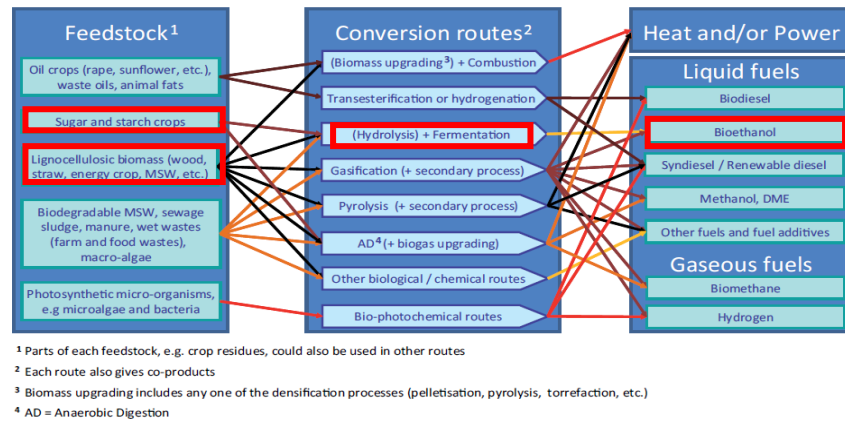 Feedstock¹
Oil crops (rape, sunflower, etc.),
waste oils, animal fats
Sugar and starch crops
Lignocellulosic biomass (wood,
straw, energy crop, MSW, etc.)
Biodegradable MSW, sewage
sludge, manure, wet wastes
(farm and food wastes),
macro-algae
Photosynthetic micro-organisms,
e.g microalgae and bacteria
Conversion routes²
(Biomass upgrading³) + Combustion
Transesterification or hydrogenation
(Hydrolysis) + Fermentation
Gasification (+ secondary process)
Pyrolysis (+ secondary process)
AD⁴ (+ biogas upgrading)
Other biological / chemical routes
Bio-photochemical routes
Heat and/or Power
Liquid fuels
Biodiesel
Bioethanol
Syndiesel / Renewable diesel
Methanol, DME
Other fuels and fuel additives
Gaseous fuels
Biomethane
Hydrogen
¹ Parts of each feedstock, e.g. crop residues, could also be used in other routes
² Each route also gives co-products
³ Biomass upgrading includes any one of the densification processes (pelletisation, pyrolysis, torrefaction, etc.)
⁴ AD = Anaerobic Digestion